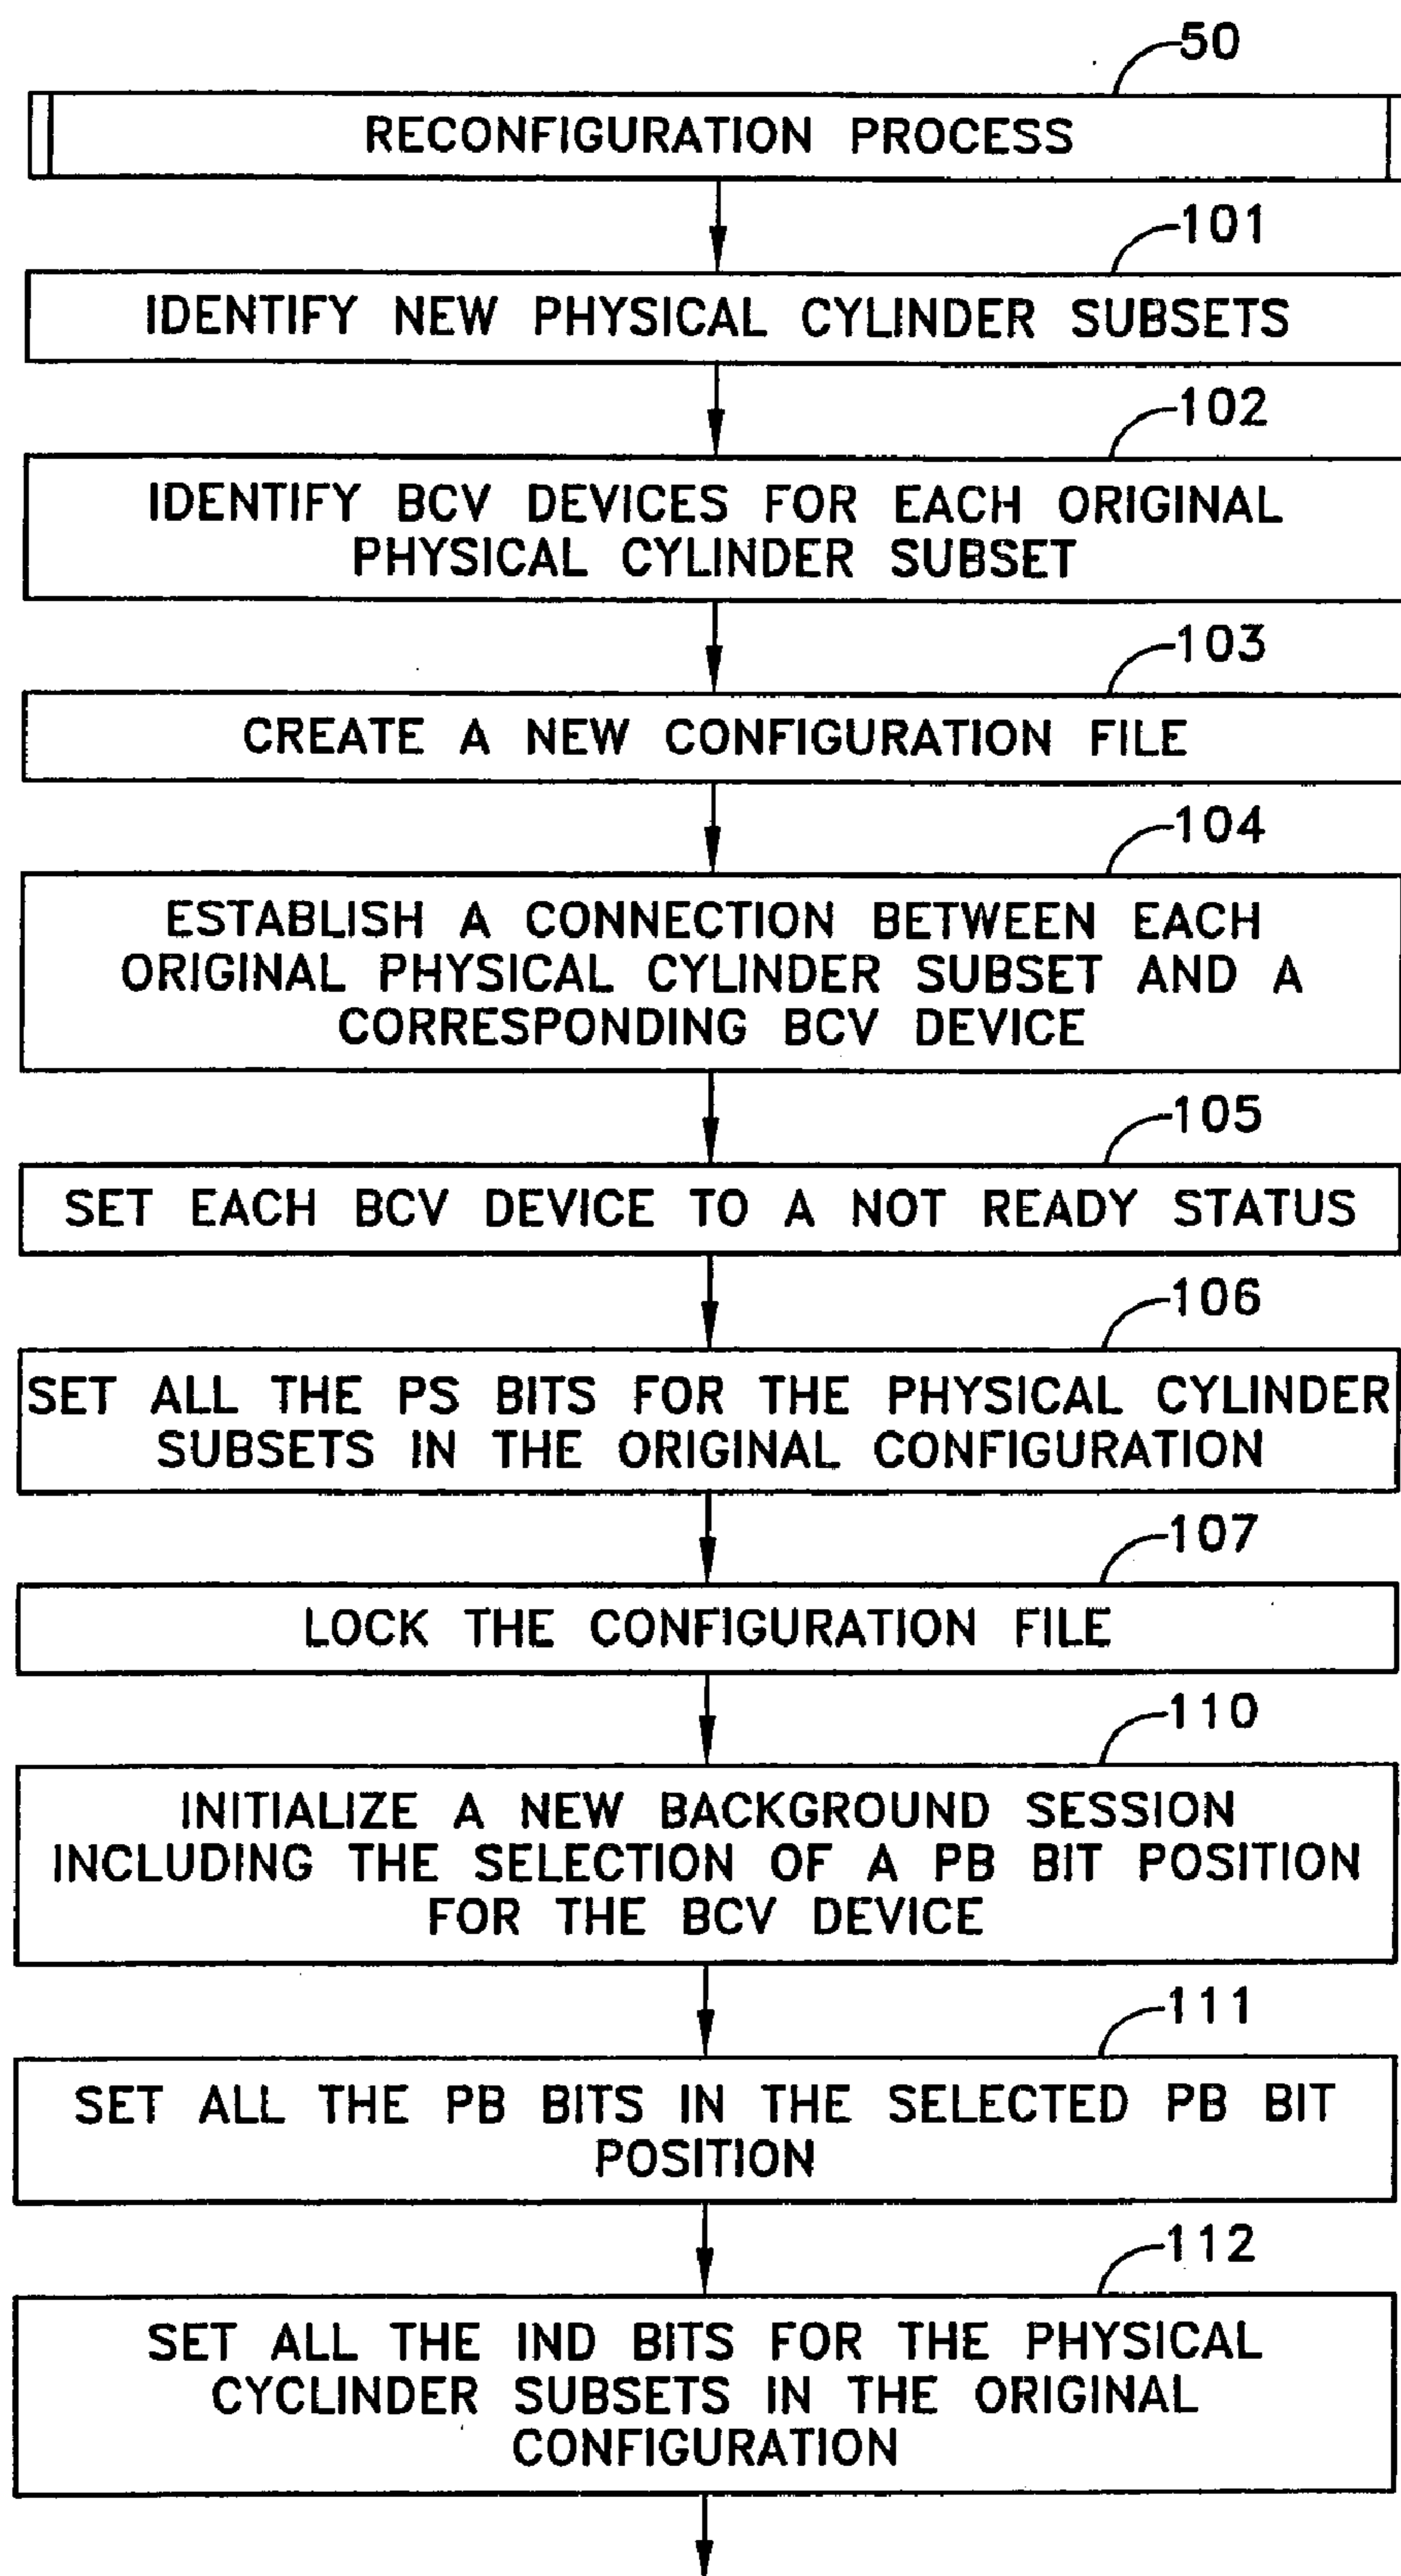 50
RECONFIGURATION PROCESS
101
IDENTIFY NEW PHYSICAL CYLINDER SUBSETS
102
IDENTIFY BCV DEVICES FOR EACH ORIGINAL
PHYSICAL CYLINDER SUBSET
103
CREATE A NEW CONFIGURATION FILE
104
ESTABLISH A CONNECTION BETWEEN EACH
ORIGINAL PHYSICAL CYLINDER SUBSET AND A
CORRESPONDING BCV DEVICE
105
SET EACH BCV DEVICE TO A NOT READY STATUS
106
SET ALL THE PS BITS FOR THE PHYSICAL CYLINDER
SUBSETS IN THE ORIGINAL CONFIGURATION
107
LOCK THE CONFIGURATION FILE
110
INITIALIZE A NEW BACKGROUND SESSION
INCLUDING THE SELECTION OF A PB BIT POSITION
FOR THE BCV DEVICE
111
SET ALL THE PB BITS IN THE SELECTED PB BIT
POSITION
112
SET ALL THE IND BITS FOR THE PHYSICAL
CYCLINDER SUBSETS IN THE ORIGINAL
CONFIGURATION